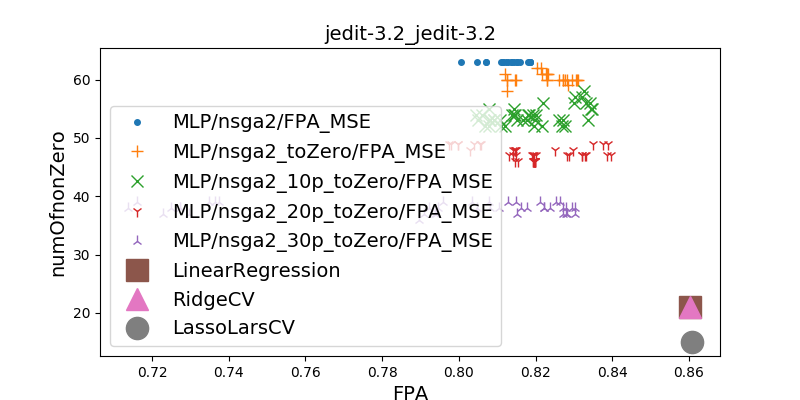 jedit-3.2_jedit-3.2
numOfnonZero
60
50
40
30
20
MLP/nsga2/FPA_MSE
MLP/nsga2_toZero/FPA_MSE
MLP/nsga2_10p_toZero/FPA_MSE
MLP/nsga2_20p_toZero/FPA_MSE
MLP/nsga2_30p_toZero/FPA_MSE
LinearRegression
RidgeCV
LassoLarsCV
0.72 0.74 0.76 0.78 0.80 0.82 0.84 0.86
FPA